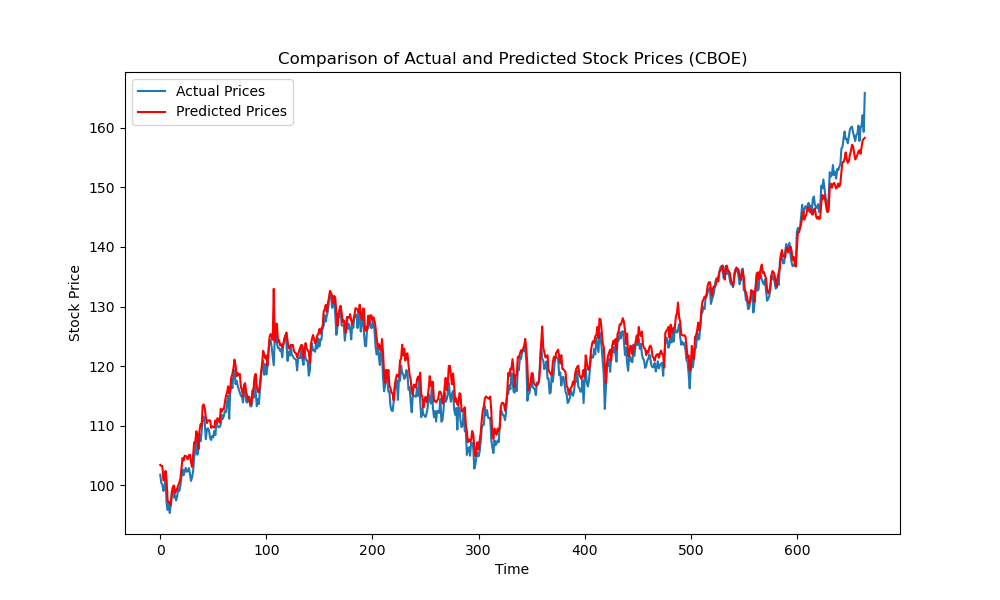 Comparison of Actual and Predicted Stock Prices (CBOE)
Actual Prices
Predicted Prices
160
150
140
130
120
110
100
Stock Price
0 100 200 300 400 500 600
Time